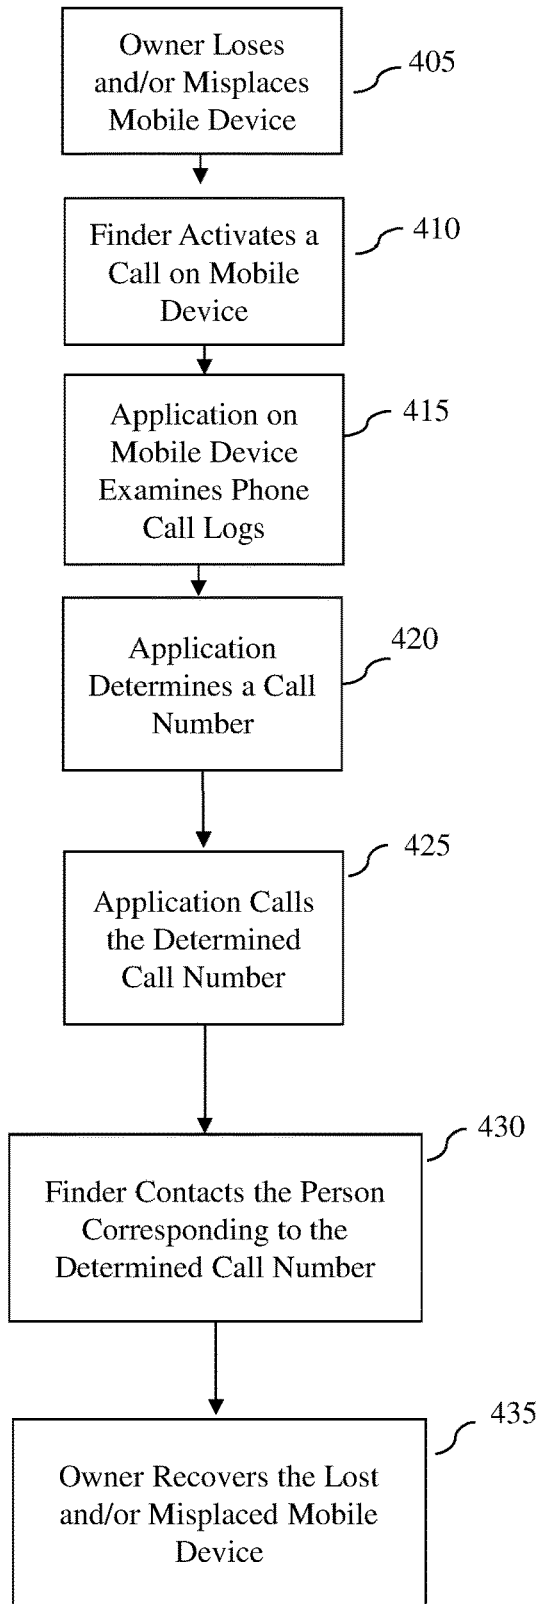 Owner Loses
and/or Misplaces
Mobile Device
405
Finder Activates a
Call on Mobile
Device
410
Application on
Mobile Device
Examines Phone
Call Logs
415
Application
Determines a Call
Number
420
Application Calls
the Determined
Call Number
425
Finder Contacts the Person
Corresponding to the
Determined Call Number
430
Owner Recovers the Lost
and/or Misplaced Mobile
Device
435